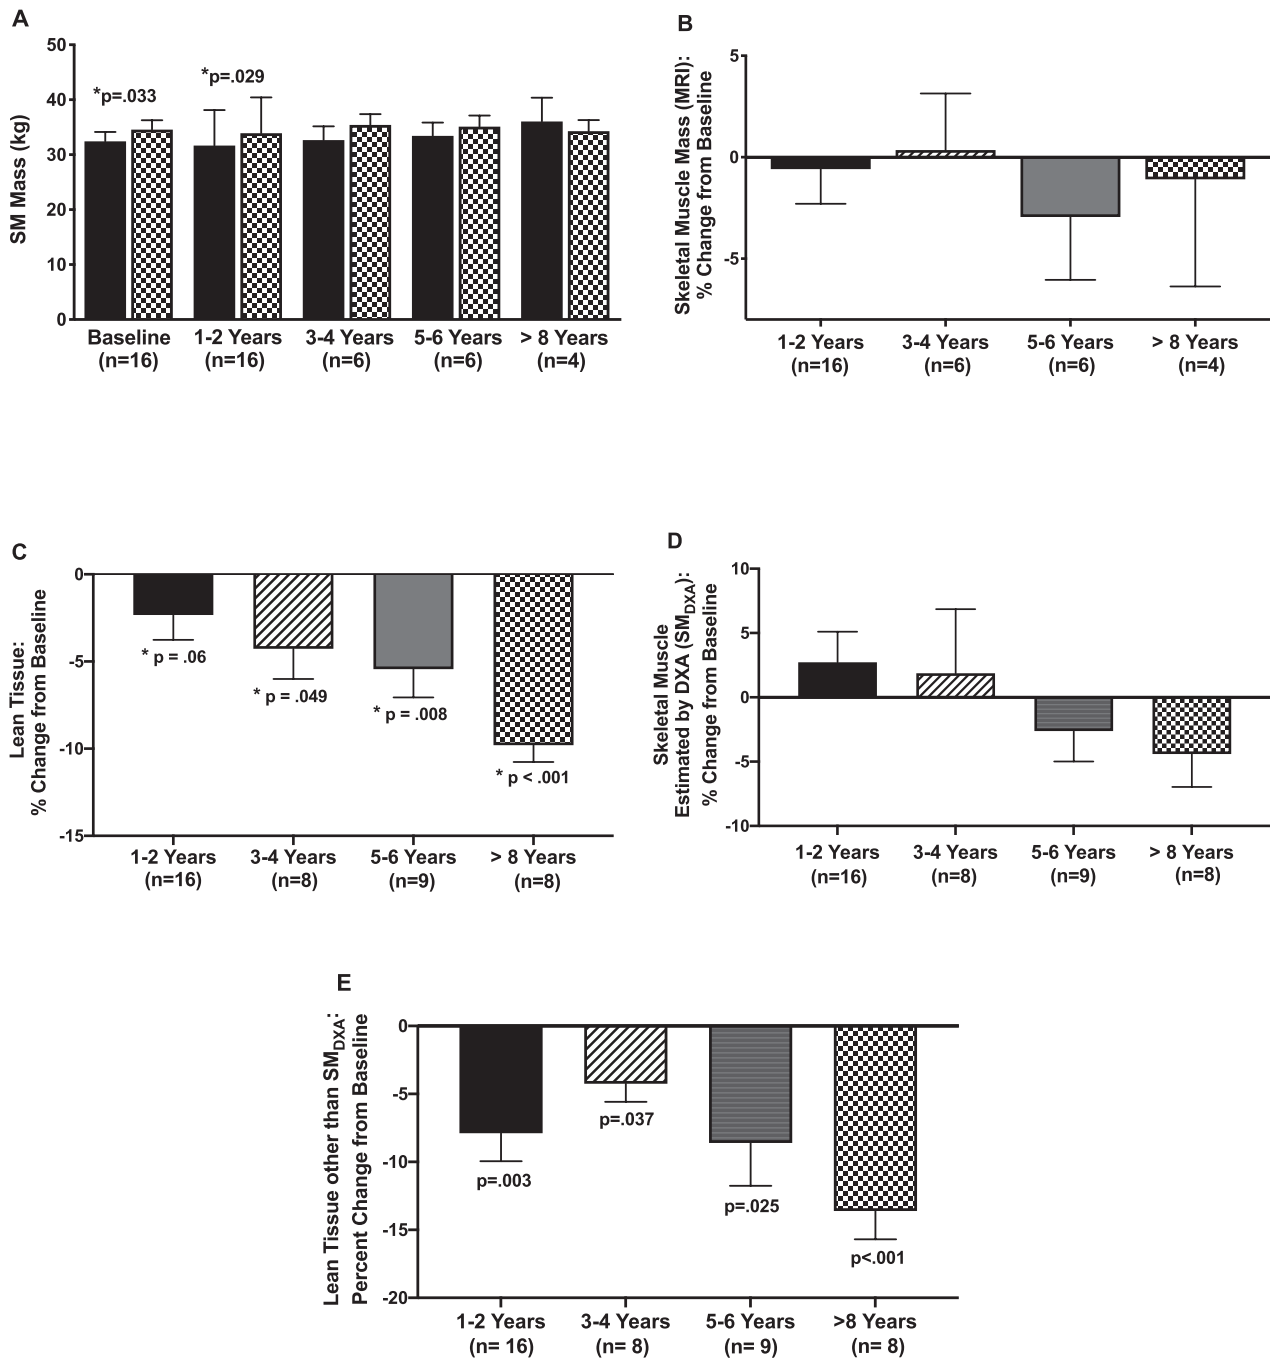 A
SM Mass (kg)
50
40
30
20
10
0
*p=.033
*p=.029
Baseline
(n=16)
1-2 Years
(n=16)
3-4 Years
(n=6)
5-6 Years
(n=6)
> 8 Years
(n=4)
B
Skeletal Muscle Mass (MRI):
% Change from Baseline
5
0
-5
1-2 Years
(n=16)
3-4 Years
(n=6)
5-6 Years
(n=6)
> 8 Years
(n=4)
C
Lean Tissue:
% Change from Baseline
0
-5
-10
-15
* p = .06
* p = .049
* p = .008
* p < .001
1-2 Years
(n=16)
3-4 Years
(n=8)
5-6 Years
(n=9)
> 8 Years
(n=8)
D
Skeletal Muscle
Estimated by DXA (SMDXA):
% Change from Baseline
10
5
0
-5
-10
1-2 Years
(n=16)
3-4 Years
(n=8)
5-6 Years
(n=9)
> 8 Years
(n=8)
E
Lean Tissue other than SMDXA:
Percent Change from Baseline
0
-5
-10
-15
-20
p=.003
p=.037
p=.025
p<.001
1-2 Years
(n= 16)
3-4 Years
(n= 8)
5-6 Years
(n= 9)
>8 Years
(n= 8)